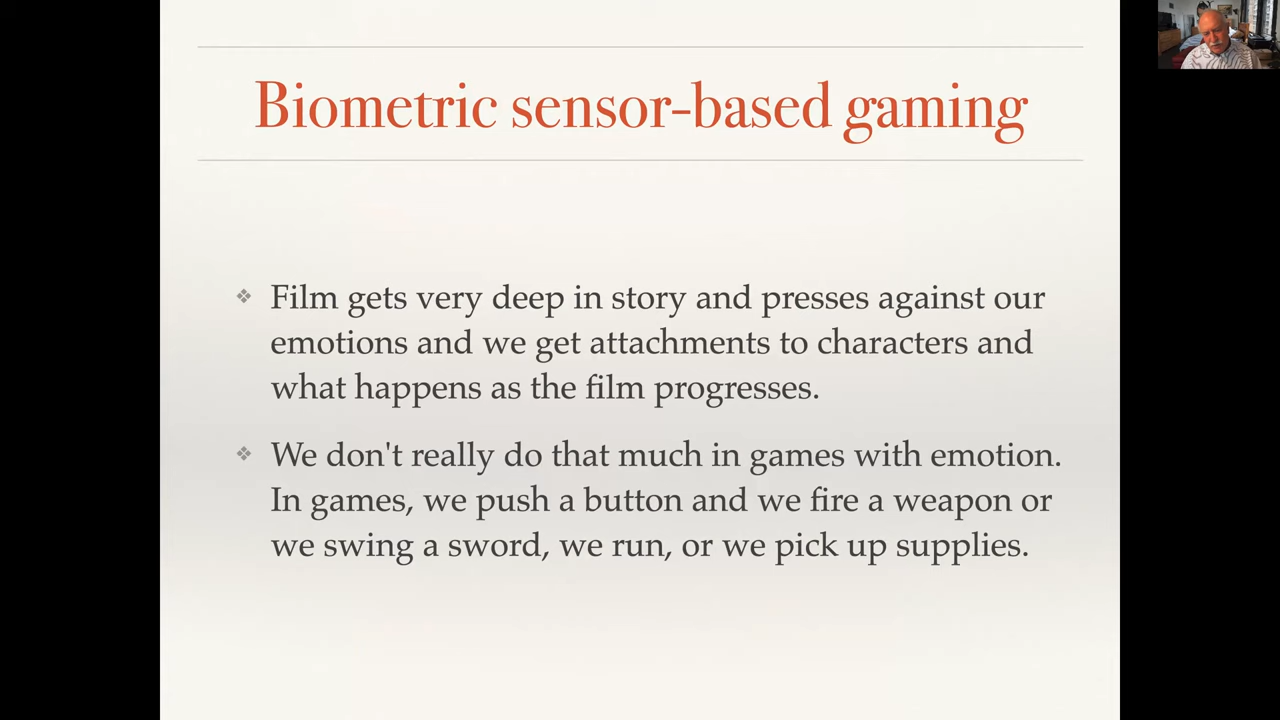 Biometric sensor-based gaming
❖ Film gets very deep in story and presses against our
emotions and we get attachments to characters and
what happens as the film progresses.
❖ We don't really do that much in games with emotion.
In games, we push a button and we fire a weapon or
we swing a sword, we run, or we pick up supplies.